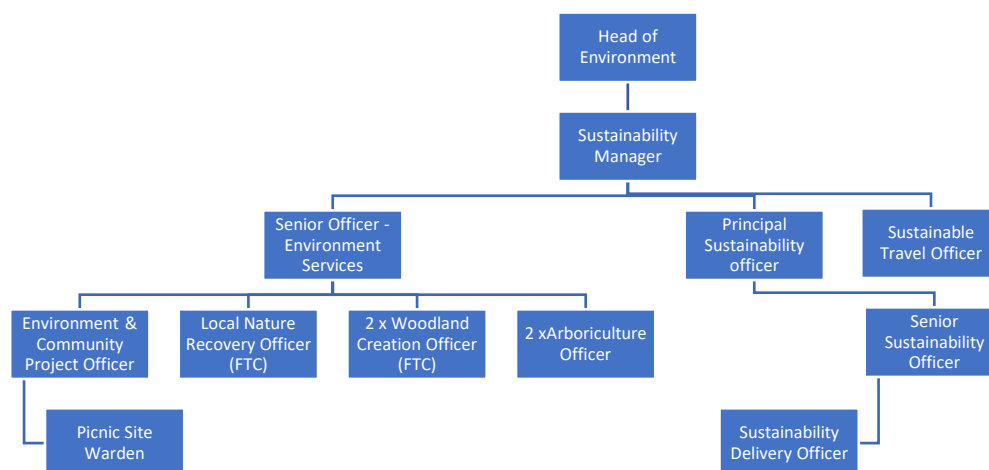 Head of
Environment
Sustainability
Manager
Senior Officer -
Environment
Services
Principal
Sustainability
officer
Sustainable
Travel Officer
Environment &
Community
Project Officer
Local Nature
Recovery Officer
(FTC)
2 x Woodland
Creation Officer
(FTC)
2 xArboriculture
Officer
Senior
Sustainability
Officer
Picnic Site
Warden
Sustainability
Delivery Officer